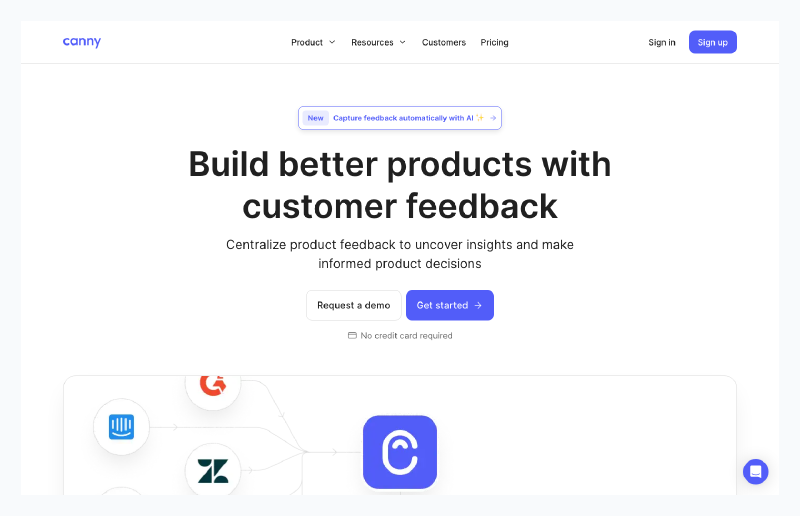 canny
Product
Resources
Customers
Pricing
Sign in
Sign up
New
Capture feedback automatically with AI ✨ →
Build better products with
customer feedback
Centralize product feedback to uncover insights and make
informed product decisions
Request a demo
Get started →
No credit card required